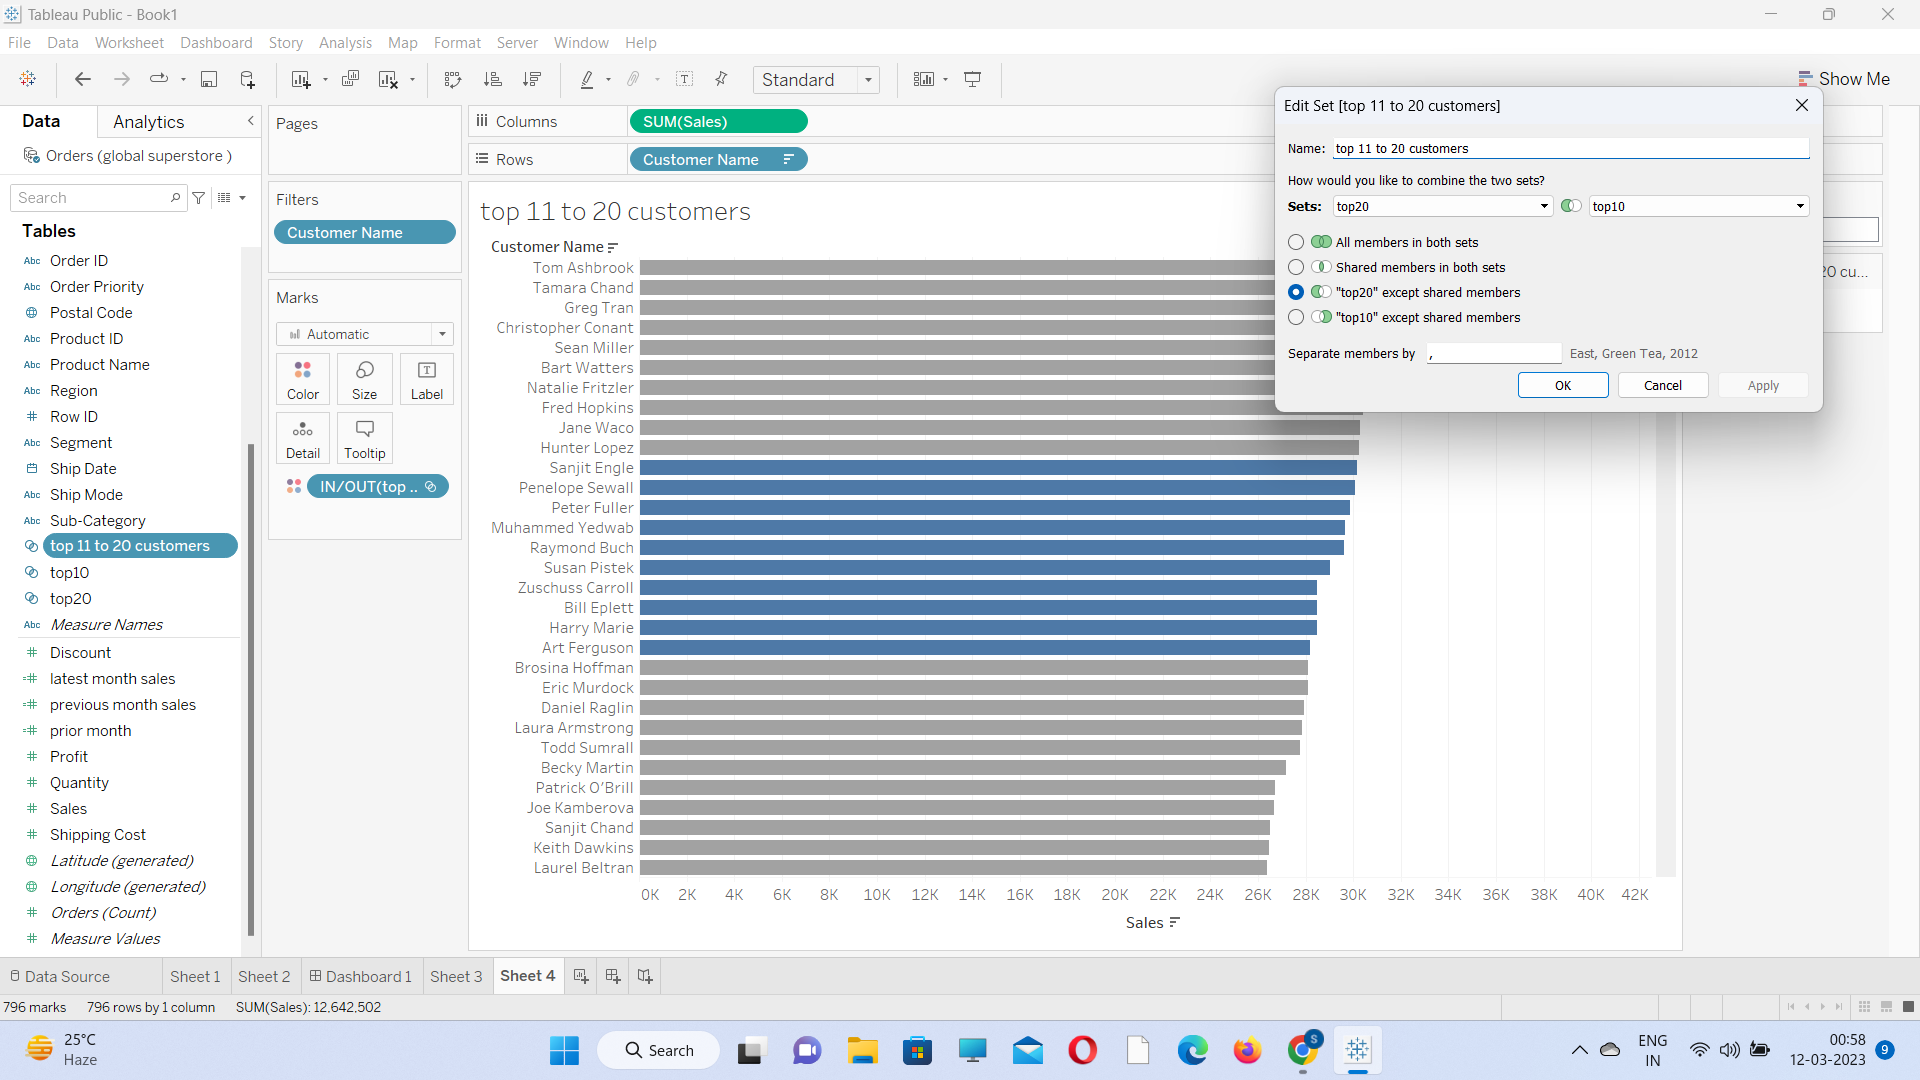 Tableau Public - Book1
File Data Worksheet Dashboard Story Analysis Map Format Server Window Help
Standard
Show Me
Data Analytics
Orders (global superstore )
Search
Tables
Order ID
Order Priority
Postal Code
Product ID
Product Name
Region
Row ID
Segment
Ship Date
Ship Mode
Sub-Category
top 11 to 20 customers
top10
top20
Measure Names
Discount
latest month sales
previous month sales
prior month
Profit
Quantity
Sales
Shipping Cost
Latitude (generated)
Longitude (generated)
Orders (Count)
Measure Values
Pages
Filters
Customer Name
Marks
Automatic
Color Size Label
Detail Tooltip
IN/OUT(top ..
Columns SUM(Sales)
Rows Customer Name
top 11 to 20 customers
Customer Name
Tom Ashbrook
Tamara Chand
Greg Tran
Christopher Conant
Sean Miller
Bart Watters
Natalie Fritzler
Fred Hopkins
Jane Waco
Hunter Lopez
Sanjit Engle
Penelope Sewall
Peter Fuller
Muhammed Yedwab
Raymond Buch
Susan Pistek
Zuschuss Carroll
Bill Eplett
Harry Marie
Art Ferguson
Brosina Hoffman
Eric Murdock
Daniel Raglin
Laura Armstrong
Todd Sumrall
Becky Martin
Patrick O'Brill
Joe Kamberova
Sanjit Chand
Keith Dawkins
Laurel Beltran
0K 2K 4K 6K 8K 10K 12K 14K 16K 18K 20K 22K 24K 26K 28K 30K 32K 34K 36K 38K 40K 42K
Sales
Edit Set [top 11 to 20 customers]
Name: top 11 to 20 customers
How would you like to combine the two sets?
Sets: top20 top10
All members in both sets
Shared members in both sets
"top20" except shared members
"top10" except shared members
Separate members by , East, Green Tea, 2012
OK Cancel Apply
20 cu...
Data Source Sheet 1 Sheet 2 Dashboard 1 Sheet 3 Sheet 4
796 marks 796 rows by 1 column SUM(Sales): 12,642,502
25°C
Haze
Search
S
ENG
IN
00:58
12-03-2023
9